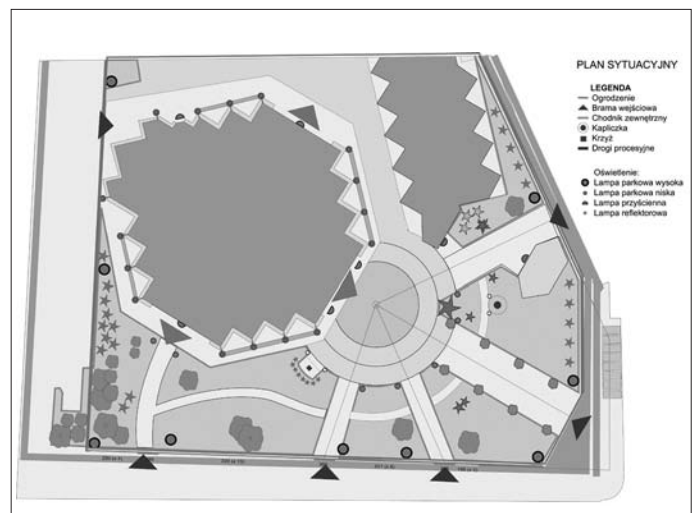 PLAN SYTUACYJNY
LEGENDA
Ogrodzenie
Brama wejściowa
Chodnik zewnętrzny
Kapliczka
Krzyż
Drogi procesyjne
Oświetlenie:
Lampa parkowa wysoka
Lampa parkowa niska
Lampa przyścienna
Lampa reflektorowa